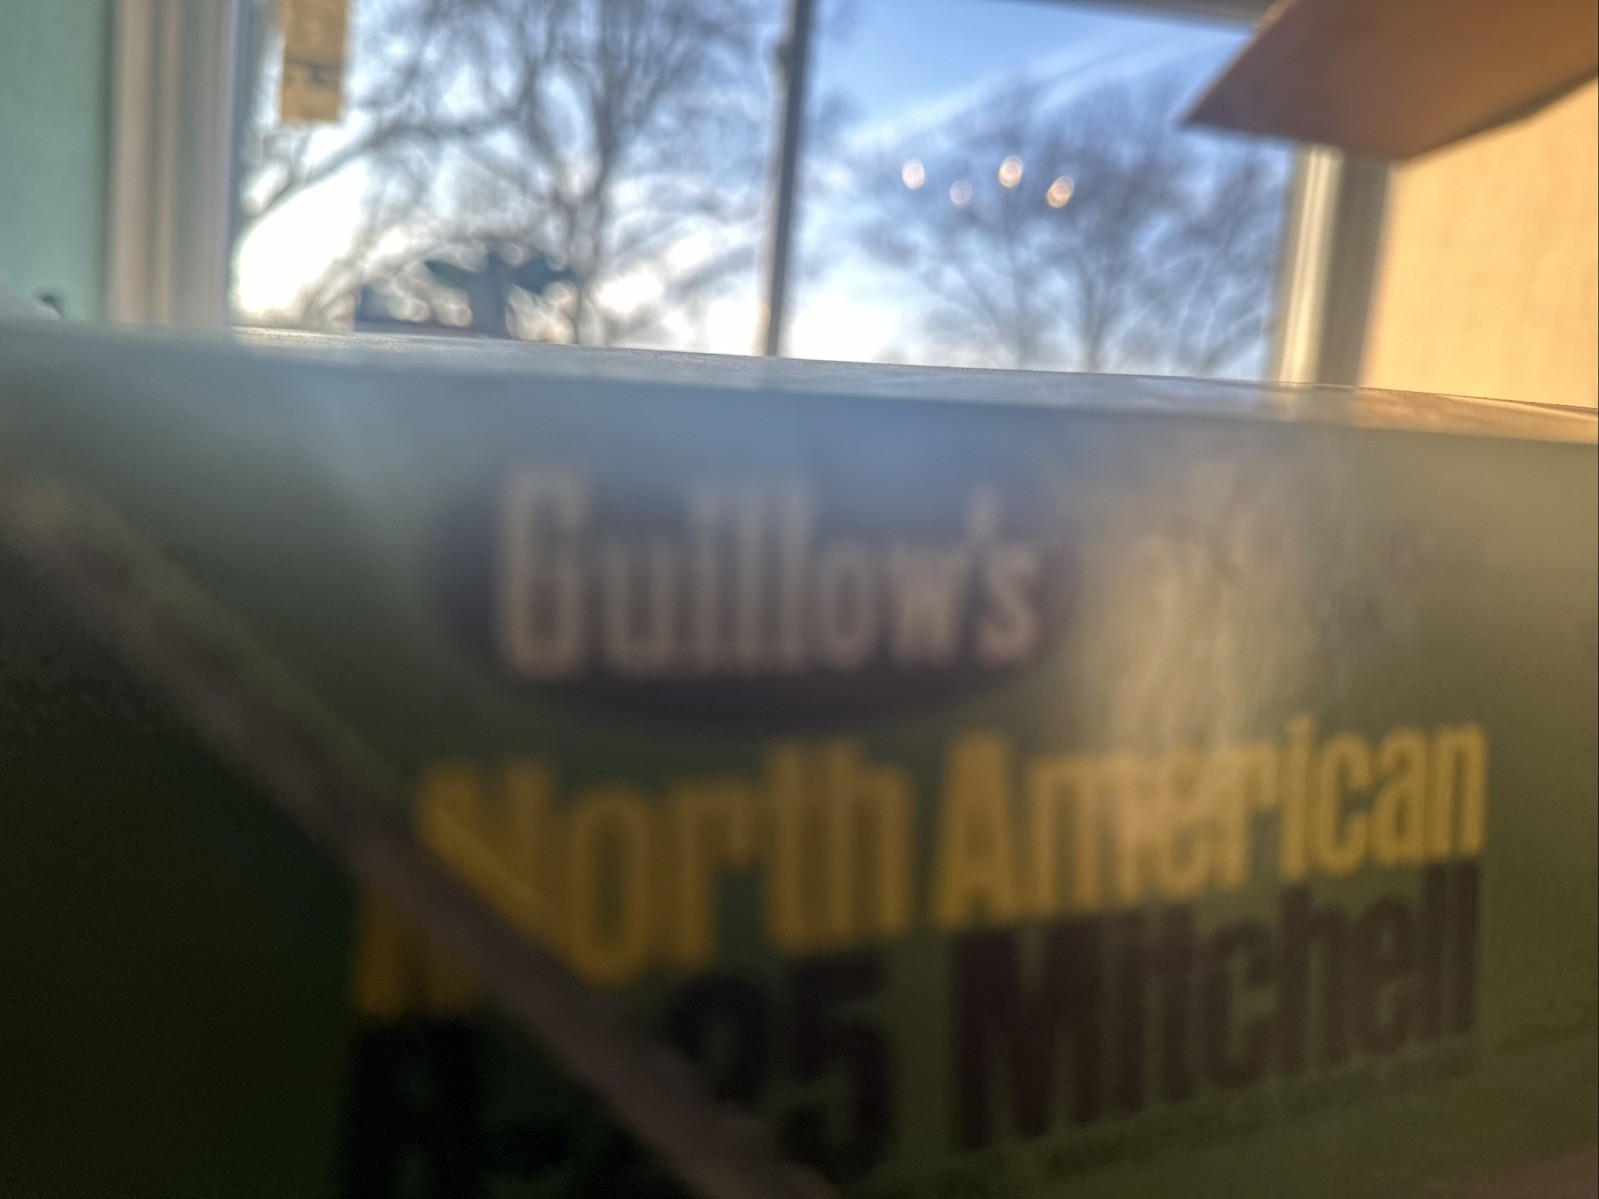 Guillow's
North American
B-25 Mitchell